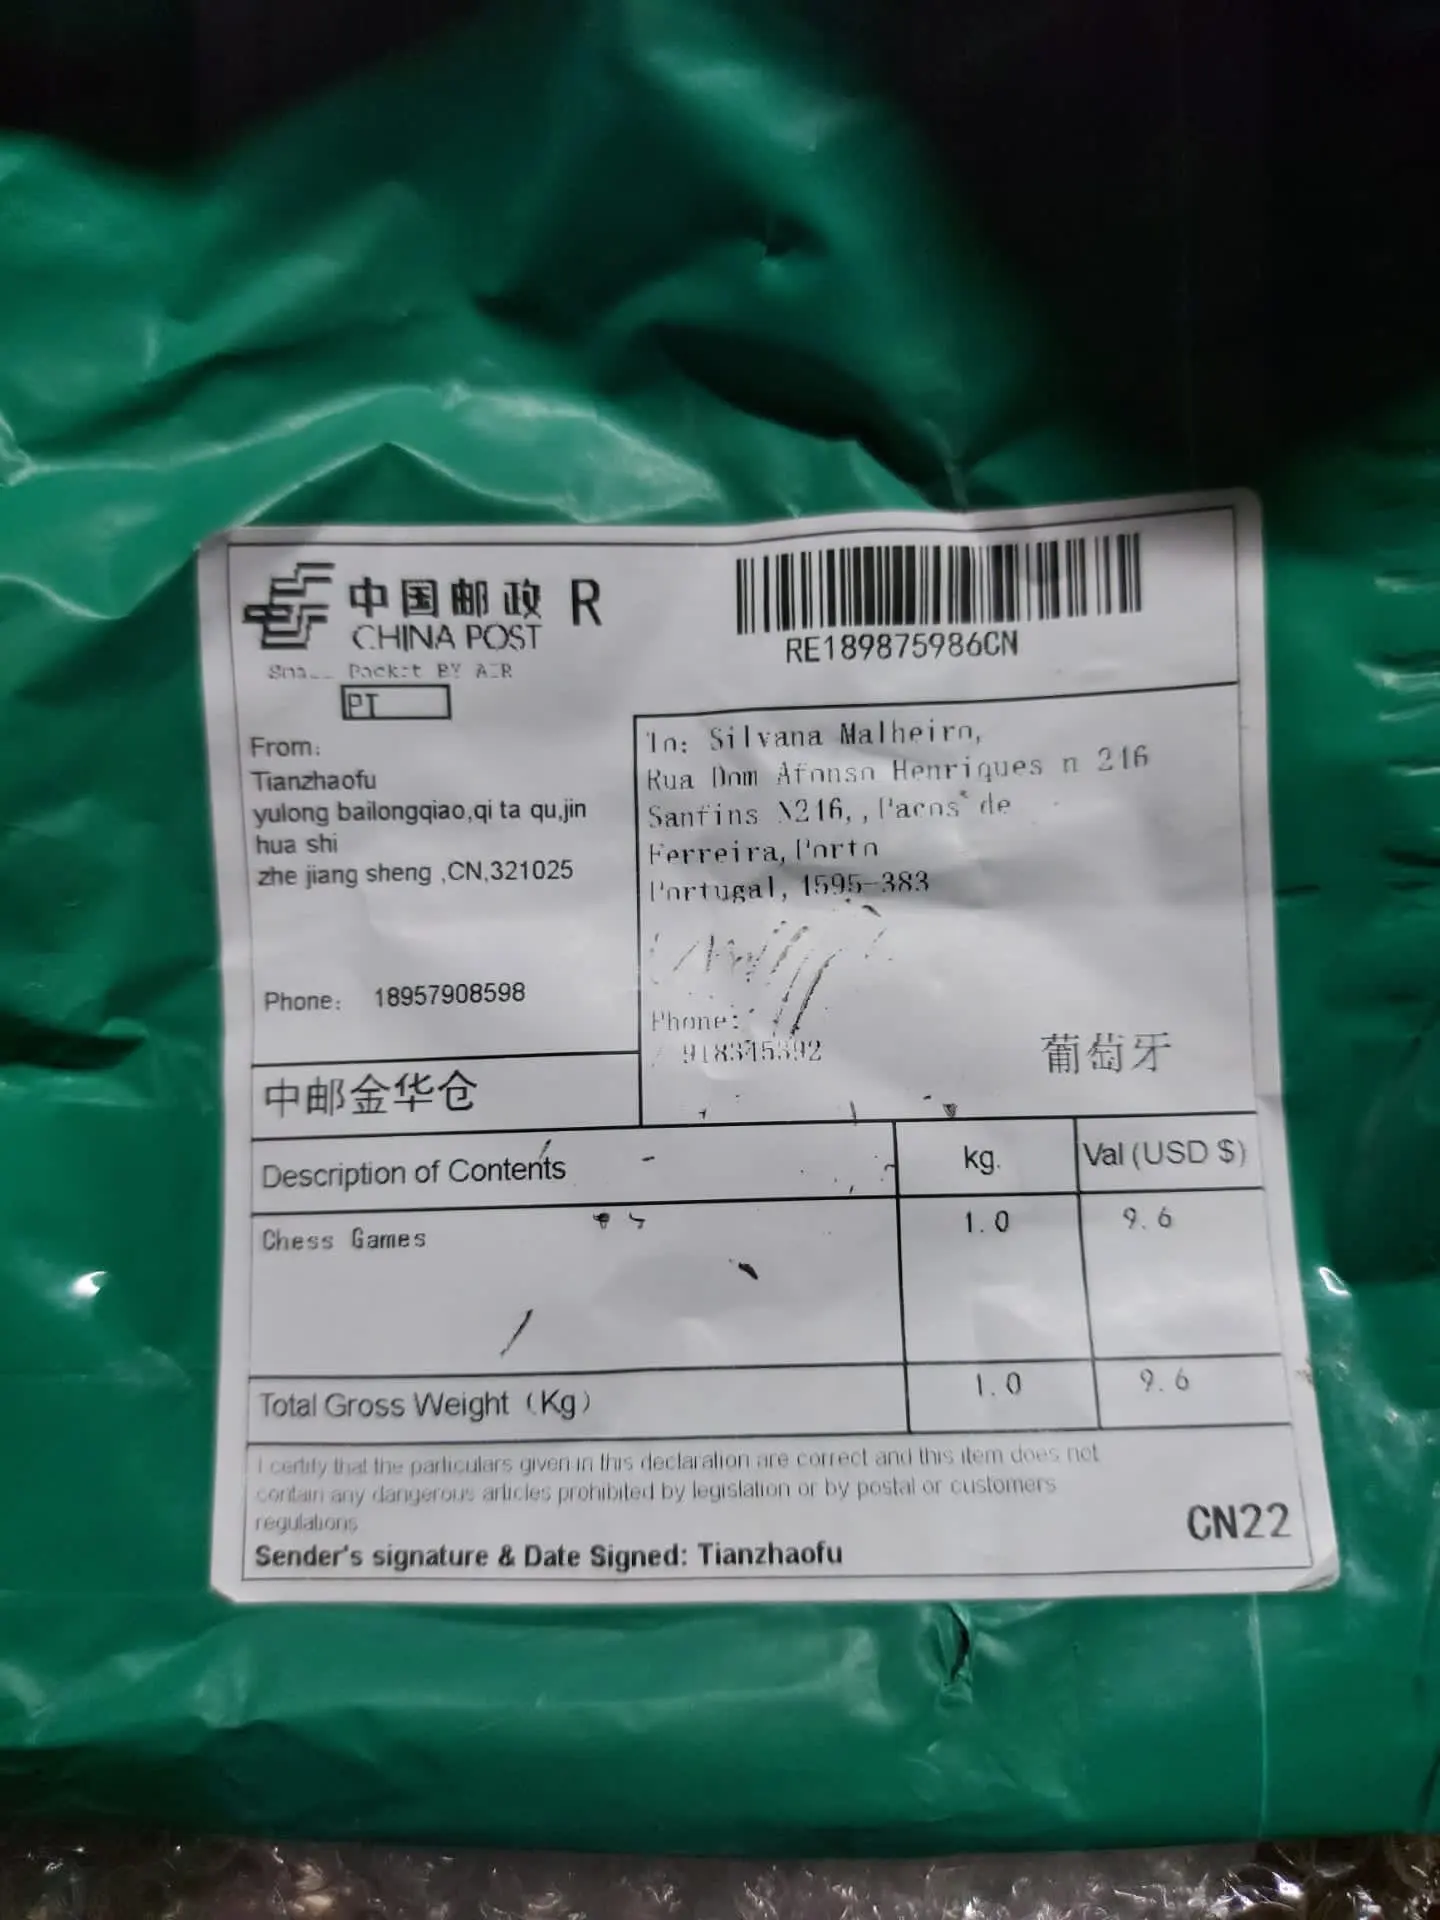 中国邮政 R
CHINA POST
RE189875986CN
Packet BY AIR
PT
From:
Tianzhaofu
yulong bailongqiao,qi ta qu,jin
hua shi
zhe jiang sheng ,CN,321025
Phone: 18957908598
To: Silvana Malheiro,
Rua Dom Afonso Henriques n 216
Sanfins N216, , Pacos de
Ferreira, Porto
Portugal, 1595-383
Phone:
葡萄牙
中邮金华仓
Description of Contents kg. Val (USD $)
Chess Games 1.0 9.6
Total Gross Weight (Kg) 1.0 9.6
I certify that the particulars given in this declaration are correct and this item does not
contain any dangerous articles prohibited by legislation or by postal or customers
regulations
CN22
Sender's signature & Date Signed: Tianzhaofu